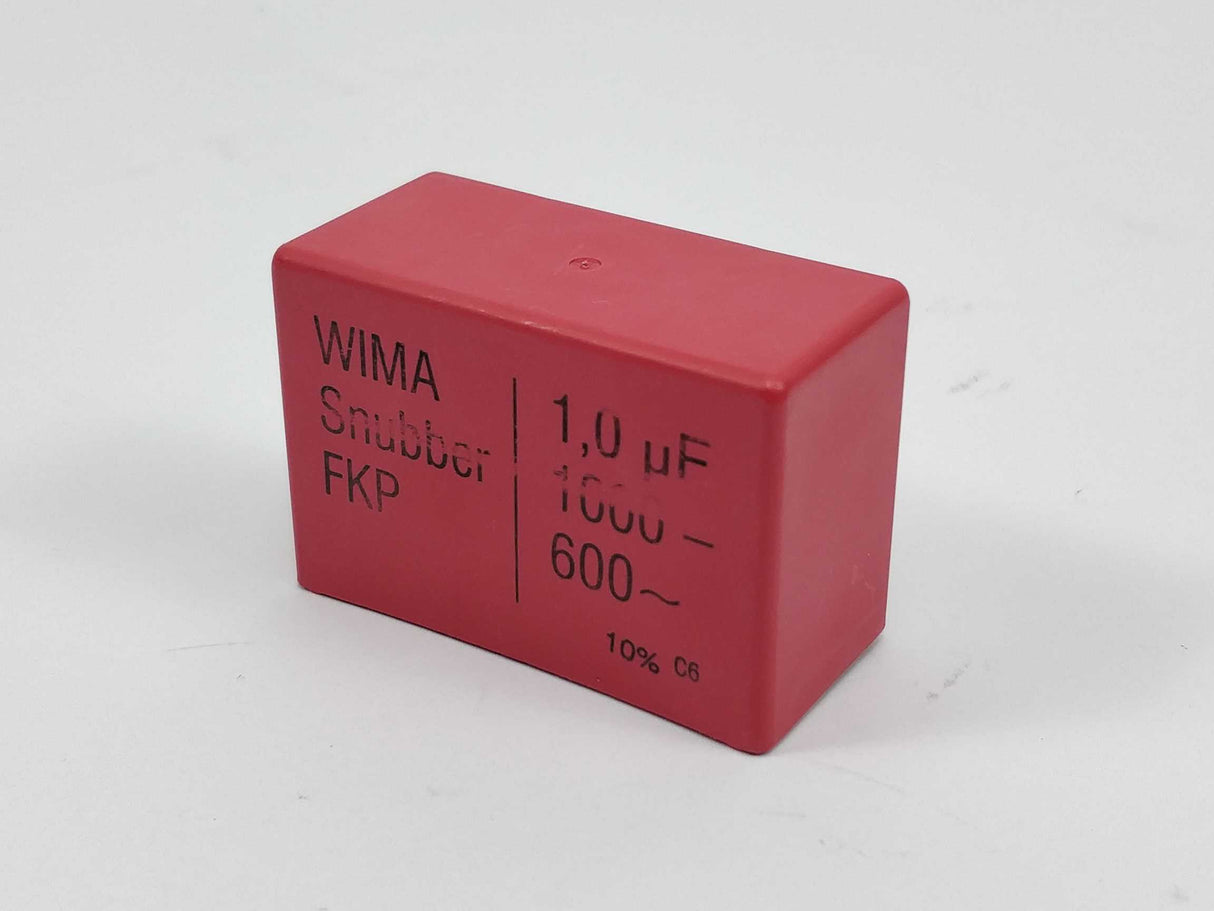 WIMA
Snubber
FKP
1,0 µF
1000 –
600~
10% C6